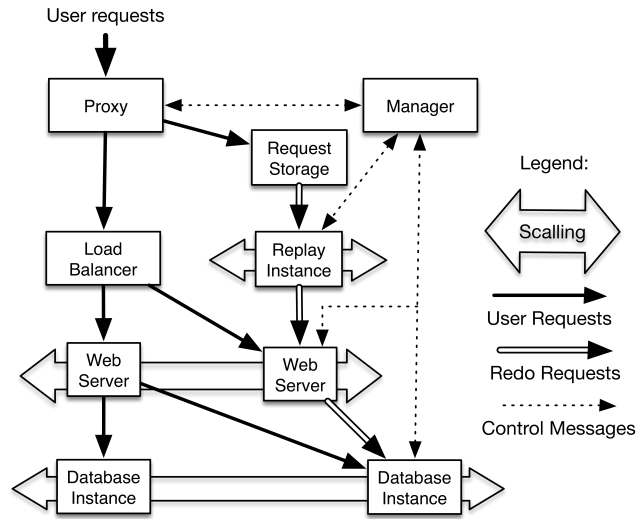 User requests
Proxy
Manager
Request
Storage
Legend:
Scalling
Load
Balancer
Replay
Instance
User Requests
Web
Server
Web
Server
Redo Requests
Control Messages
Database
Instance
Database
Instance